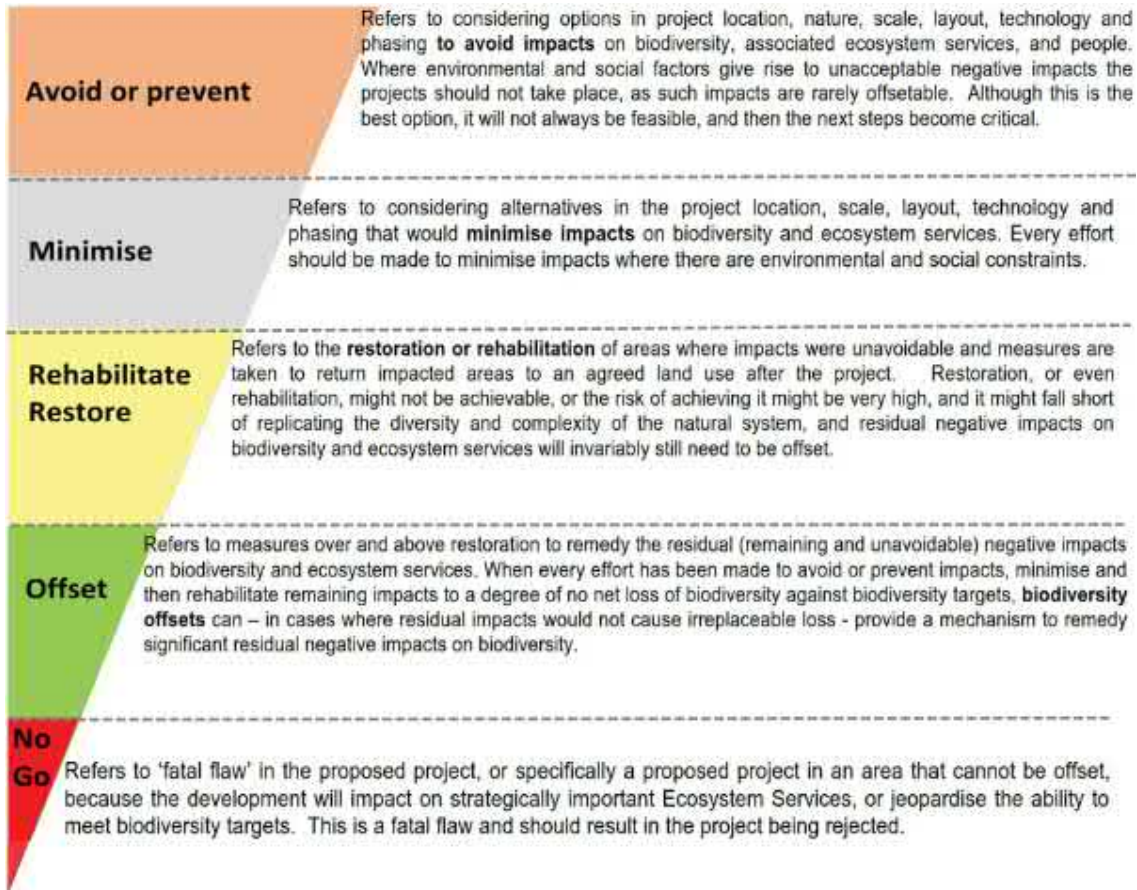 Avoid or prevent
Refers to considering options in project location, nature, scale, layout, technology and
phasing to avoid impacts on biodiversity, associated ecosystem services, and people.
Where environmental and social factors give rise to unacceptable negative impacts the
projects should not take place, as such impacts are rarely offsetable. Although this is the
best option, it will not always be feasible, and then the next steps become critical.
Minimise
Refers to considering alternatives in the project location, scale, layout, technology and
phasing that would minimise impacts on biodiversity and ecosystem services. Every effort
should be made to minimise impacts where there are environmental and social constraints.
Rehabilitate
Restore
Refers to the restoration or rehabilitation of areas where impacts were unavoidable and measures are
taken to return impacted areas to an agreed land use after the project. Restoration, or even
rehabilitation, might not be achievable, or the risk of achieving it might be very high, and it might fall short
of replicating the diversity and complexity of the natural system, and residual negative impacts on
biodiversity and ecosystem services will invariably still need to be offset.
Offset
Refers to measures over and above restoration to remedy the residual (remaining and unavoidable) negative impacts
on biodiversity and ecosystem services. When every effort has been made to avoid or prevent impacts, minimise and
then rehabilitate remaining impacts to a degree of no net loss of biodiversity against biodiversity targets, biodiversity
offsets can – in cases where residual impacts would not cause irreplaceable loss - provide a mechanism to remedy
significant residual negative impacts on biodiversity.
No
Go
Refers to ‘fatal flaw’ in the proposed project, or specifically a proposed project in an area that cannot be offset,
because the development will impact on strategically important Ecosystem Services, or jeopardise the ability to
meet biodiversity targets. This is a fatal flaw and should result in the project being rejected.